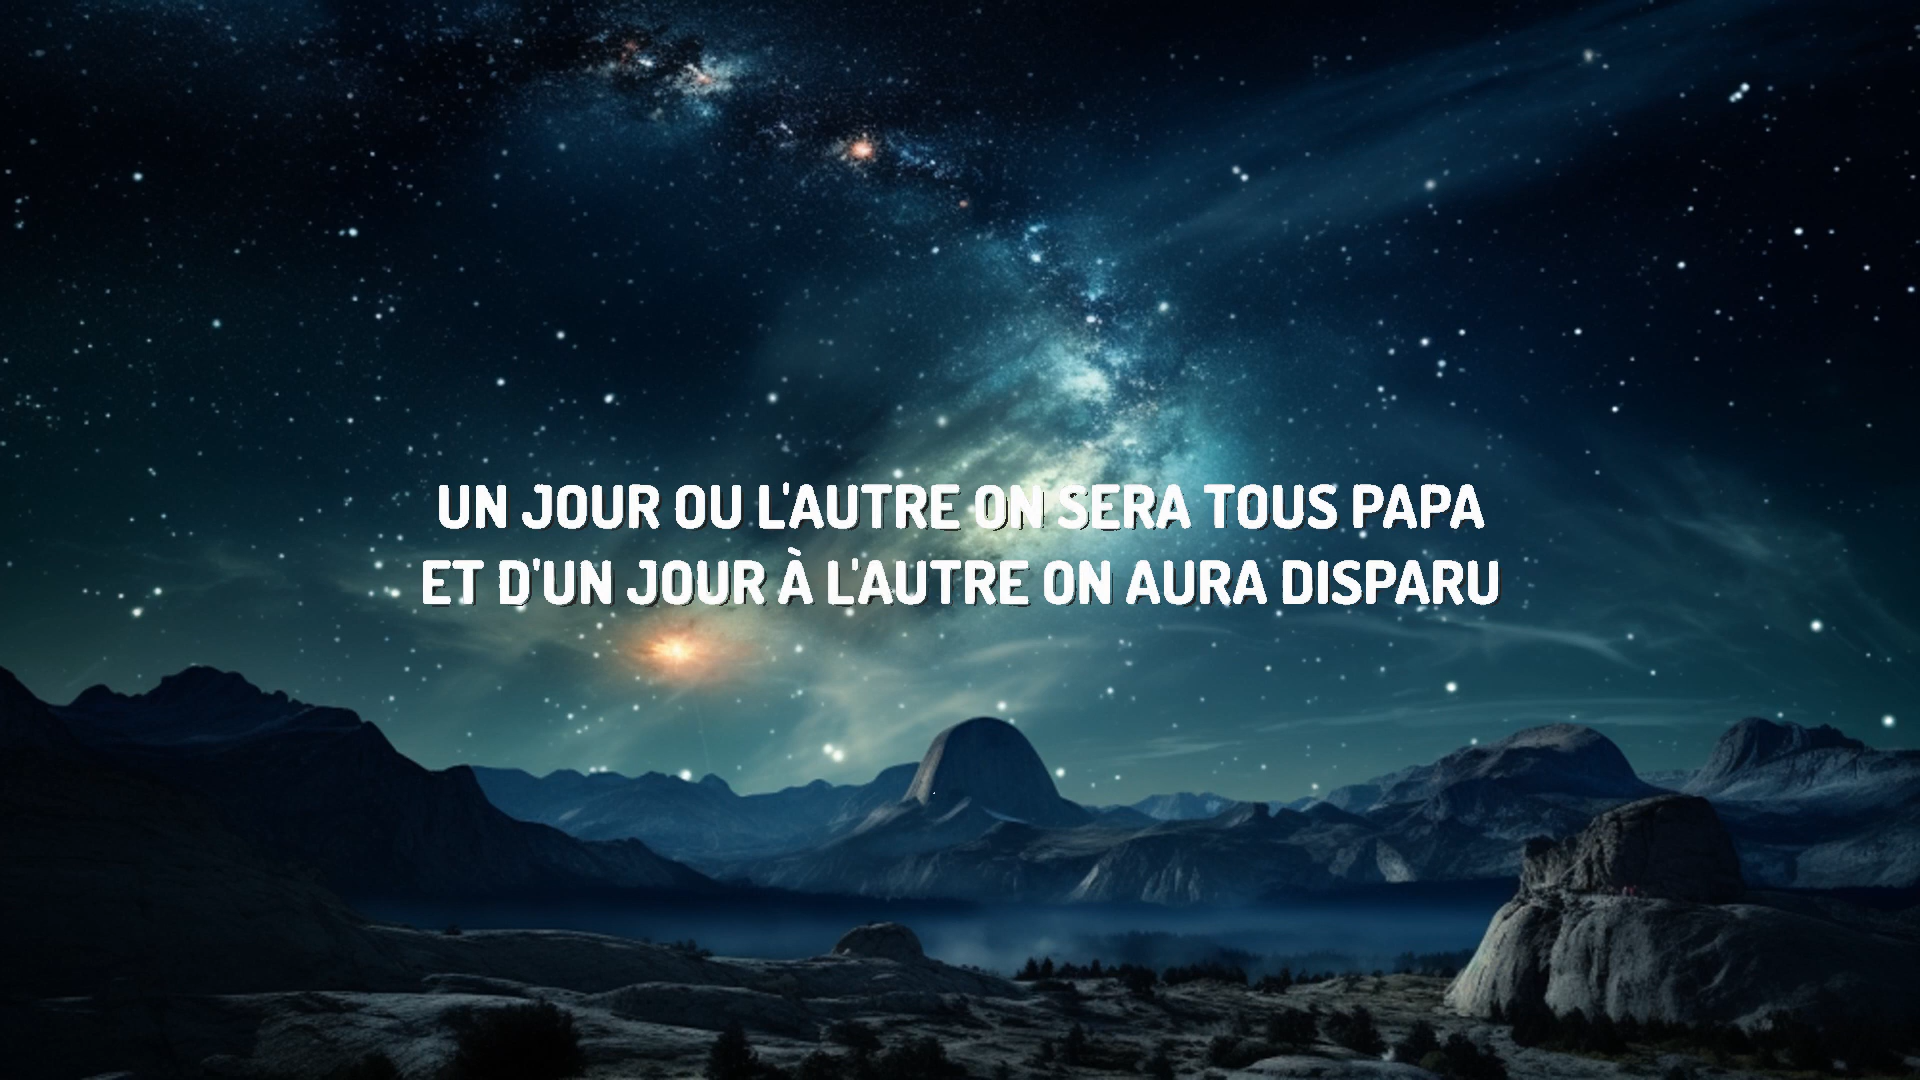 UN JOUR OU L'AUTRE ON SERA TOUS PAPA
ET D'UN JOUR À L'AUTRE ON AURA DISPARU